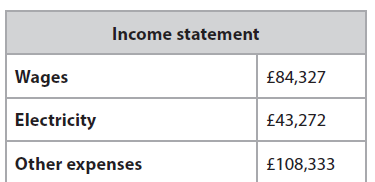 Income statement
Wages £84,327
Electricity £43,272
Other expenses £108,333